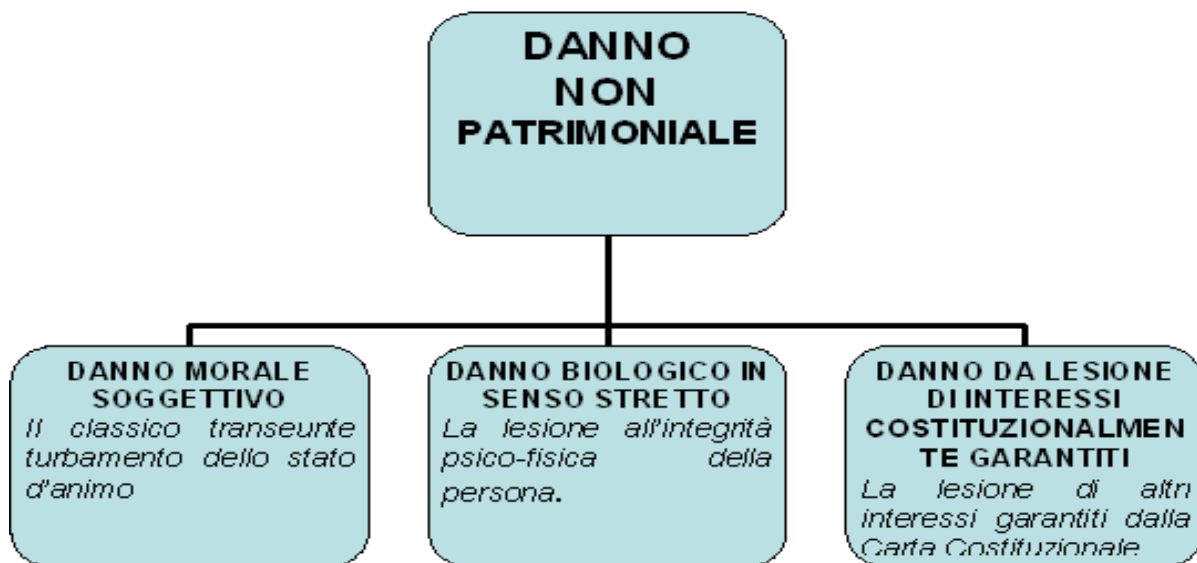 DANNO
NON
PATRIMONIALE
DANNO MORALE
SOGGETTIVO
Il classico transeunte
turbamento dello stato
d'animo
DANNO BIOLOGICO IN
SENSO STRETTO
La lesione all'integrità
psico-fisica della
persona.
DANNO DA LESIONE
DI INTERESSI
COSTITUZIONALMEN
TE GARANTITI
La lesione di altri
interessi garantiti dalla
Carta Costituzionale